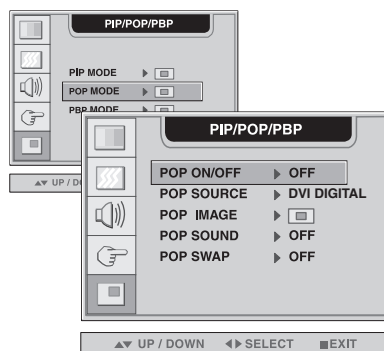 PIP/POP/PBP
PIP MODE
POP MODE
PBP MODE
UP / D
PIP/POP/PBP
POP ON/OFF OFF
POP SOURCE DVI DIGITAL
POP IMAGE
POP SOUND OFF
POP SWAP OFF
UP / DOWN SELECT EXIT